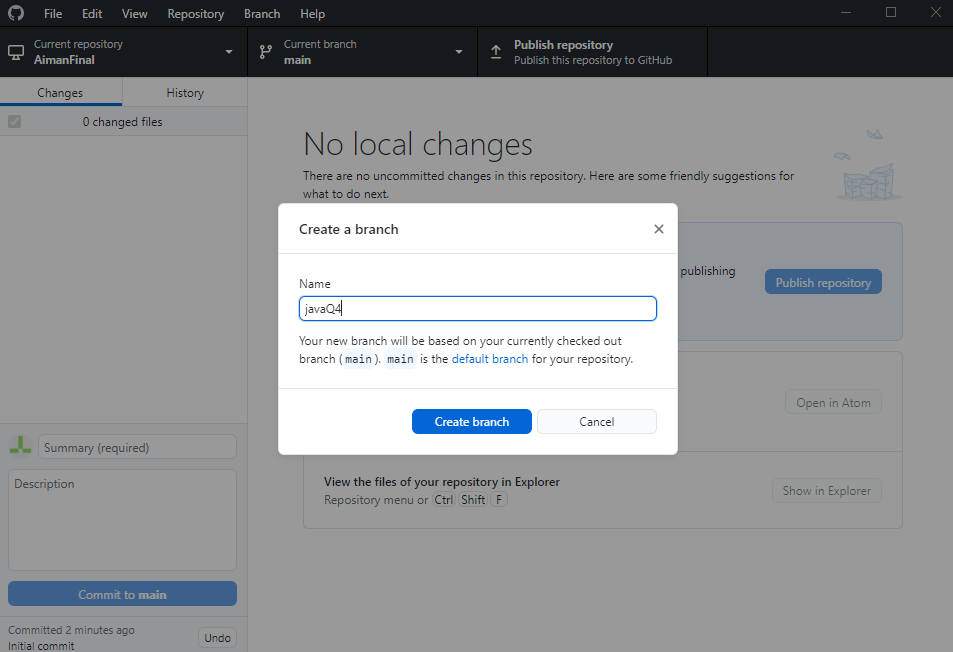 File Edit View Repository Branch Help
Current repository
AimanFinal
Current branch
main
Publish repository
Publish this repository to GitHub
Changes History
0 changed files
No local changes
There are no uncommitted changes in this repository. Here are some friendly suggestions for
what to do next.
publishing
Publish repository
Create a branch
Name
javaQ4
Your new branch will be based on your currently checked out
branch (main). main is the default branch for your repository.
Create branch Cancel
Open in Atom
View the files of your repository in Explorer
Repository menu or Ctrl Shift F
Show in Explorer
Summary (required)
Description
Commit to main
Committed 2 minutes ago
Initial commit
Undo